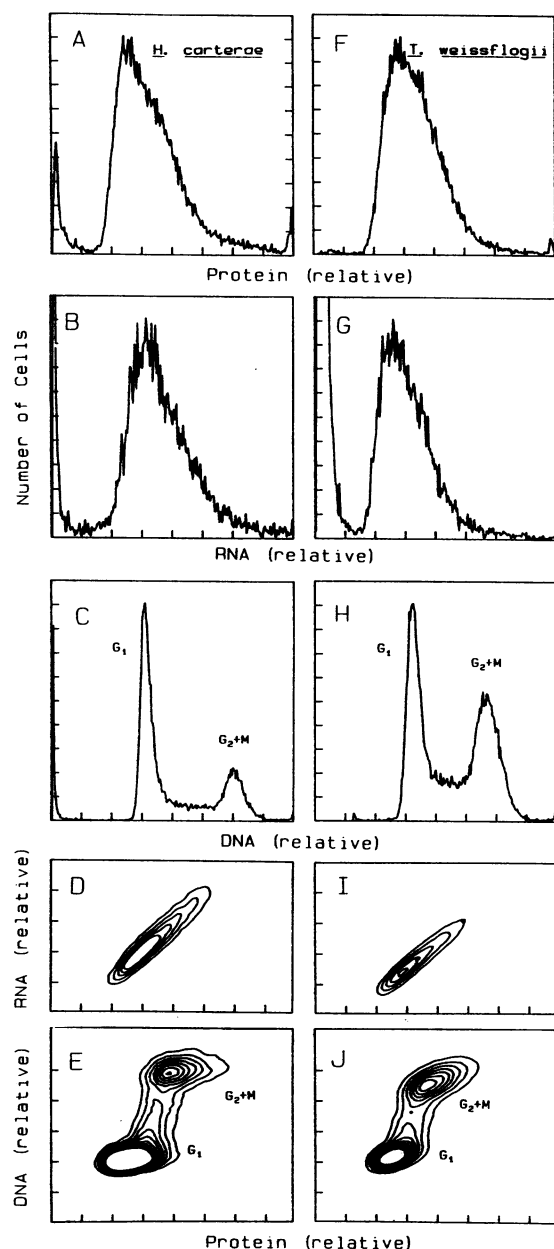 A
H. carterae
F
T. weissflogii
Protein (relative)
B
G
Number of Cells
RNA (relative)
C
G₁
G₂+M
H
G₁
G₂+M
DNA (relative)
D
I
RNA (relative)
E
G₂+M
G₁
J
G₂+M
G₁
DNA (relative)
Protein (relative)